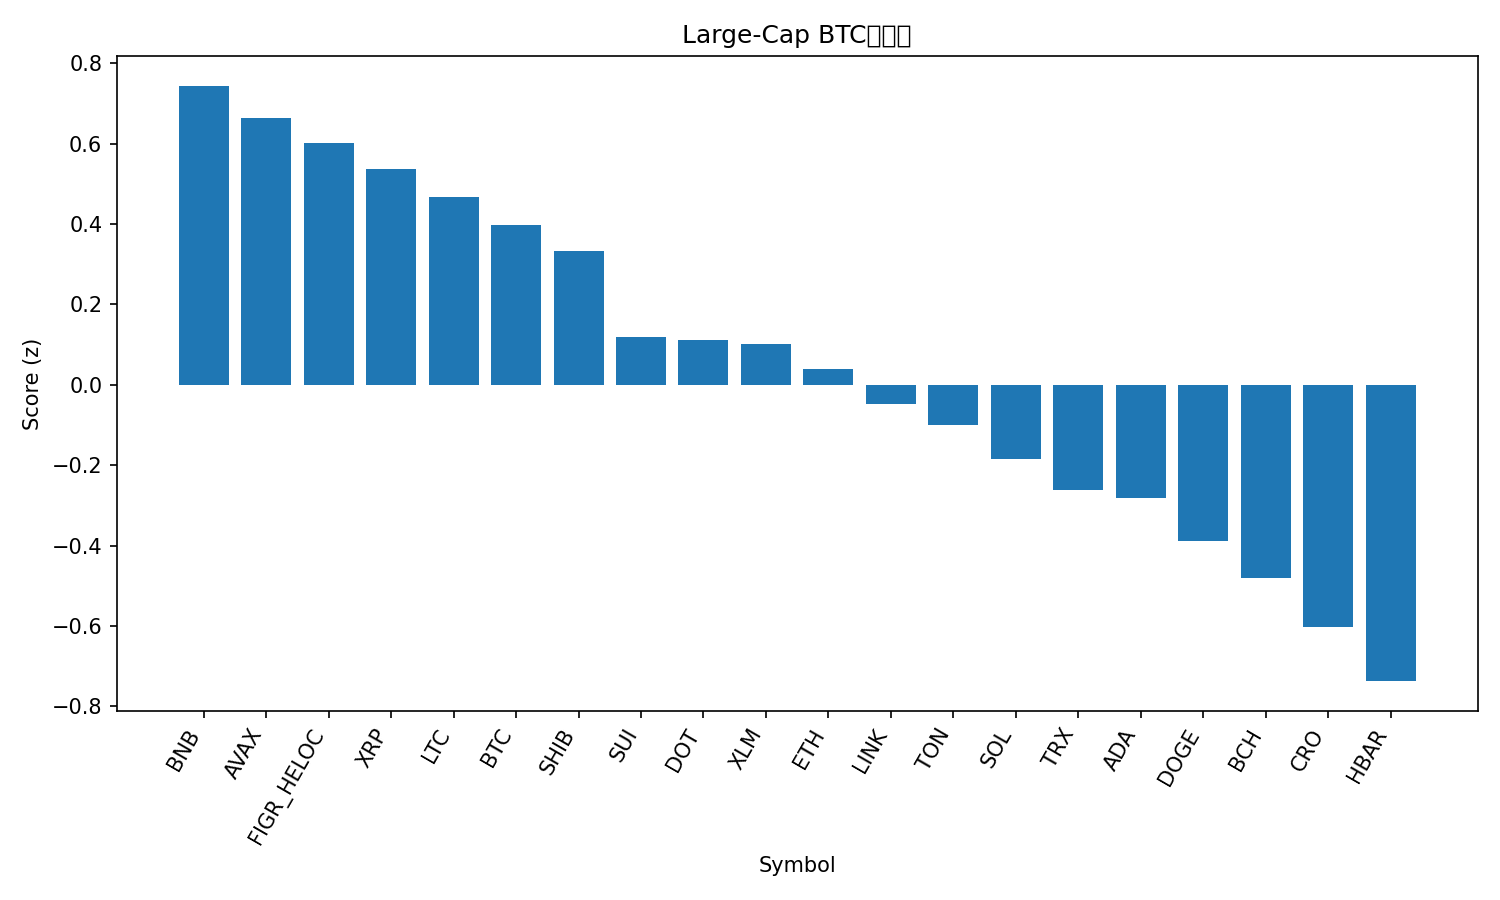 Large-Cap BTC
0.8
0.6
0.4
0.2
0.0
−0.2
−0.4
−0.6
−0.8
Score (z)
BNB
AVAX
FIGR_HELOC
XRP
LTC
BTC
SHIB
SUI
DOT
XLM
ETH
LINK
TON
SOL
TRX
ADA
DOGE
BCH
CRO
HBAR
Symbol